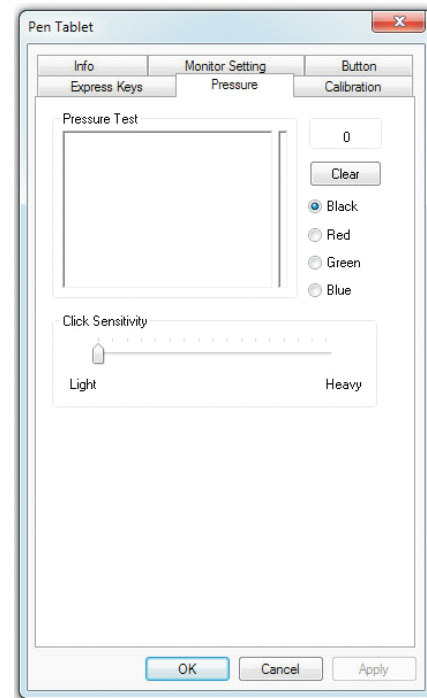 Pen Tablet
Info Monitor Setting Button
Express Keys Pressure Calibration
Pressure Test
0
Clear
Black
Red
Green
Blue
Click Sensitivity
Light Heavy
OK Cancel Apply